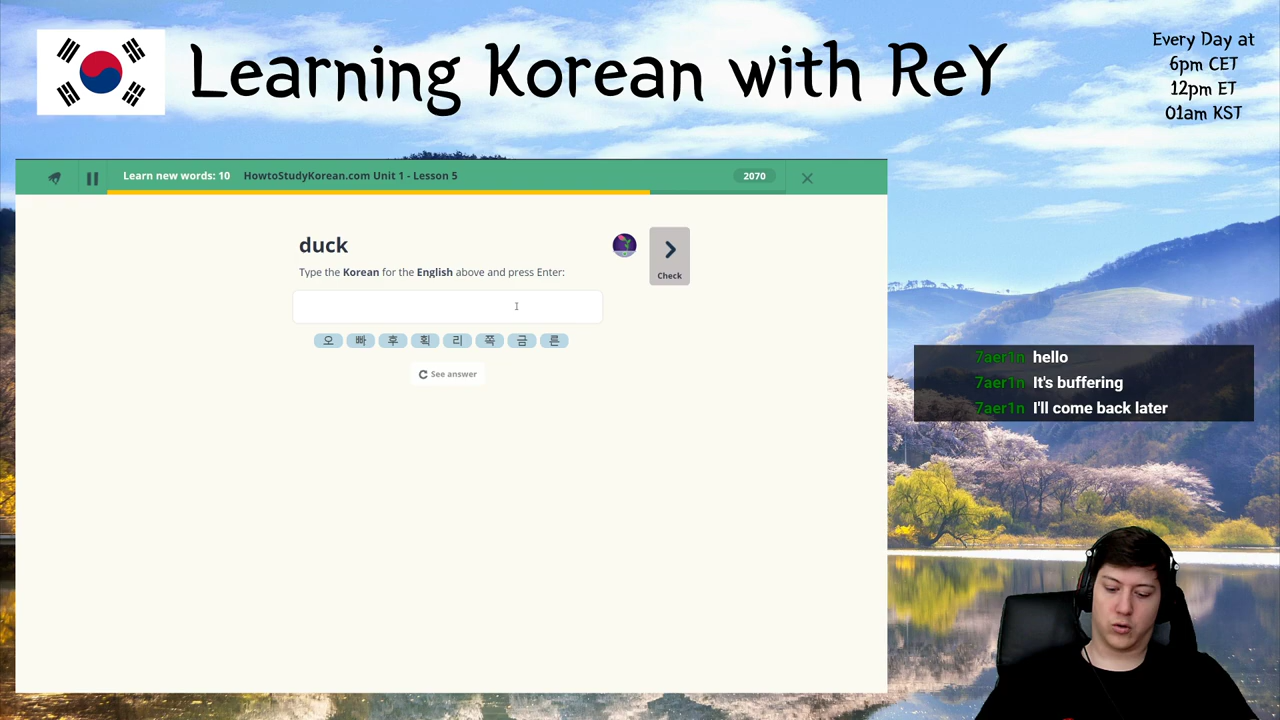 Learning Korean with ReY
Every Day at
6pm CET
12pm ET
01am KST
Learn new words: 10 HowtoStudyKorean.com Unit 1 - Lesson 5 2070
duck
Type the Korean for the English above and press Enter:
Check
오 빠 후 획 리 쪽 금 른
See answer
7aer1n hello
7aer1n It's buffering
7aer1n I'll come back later